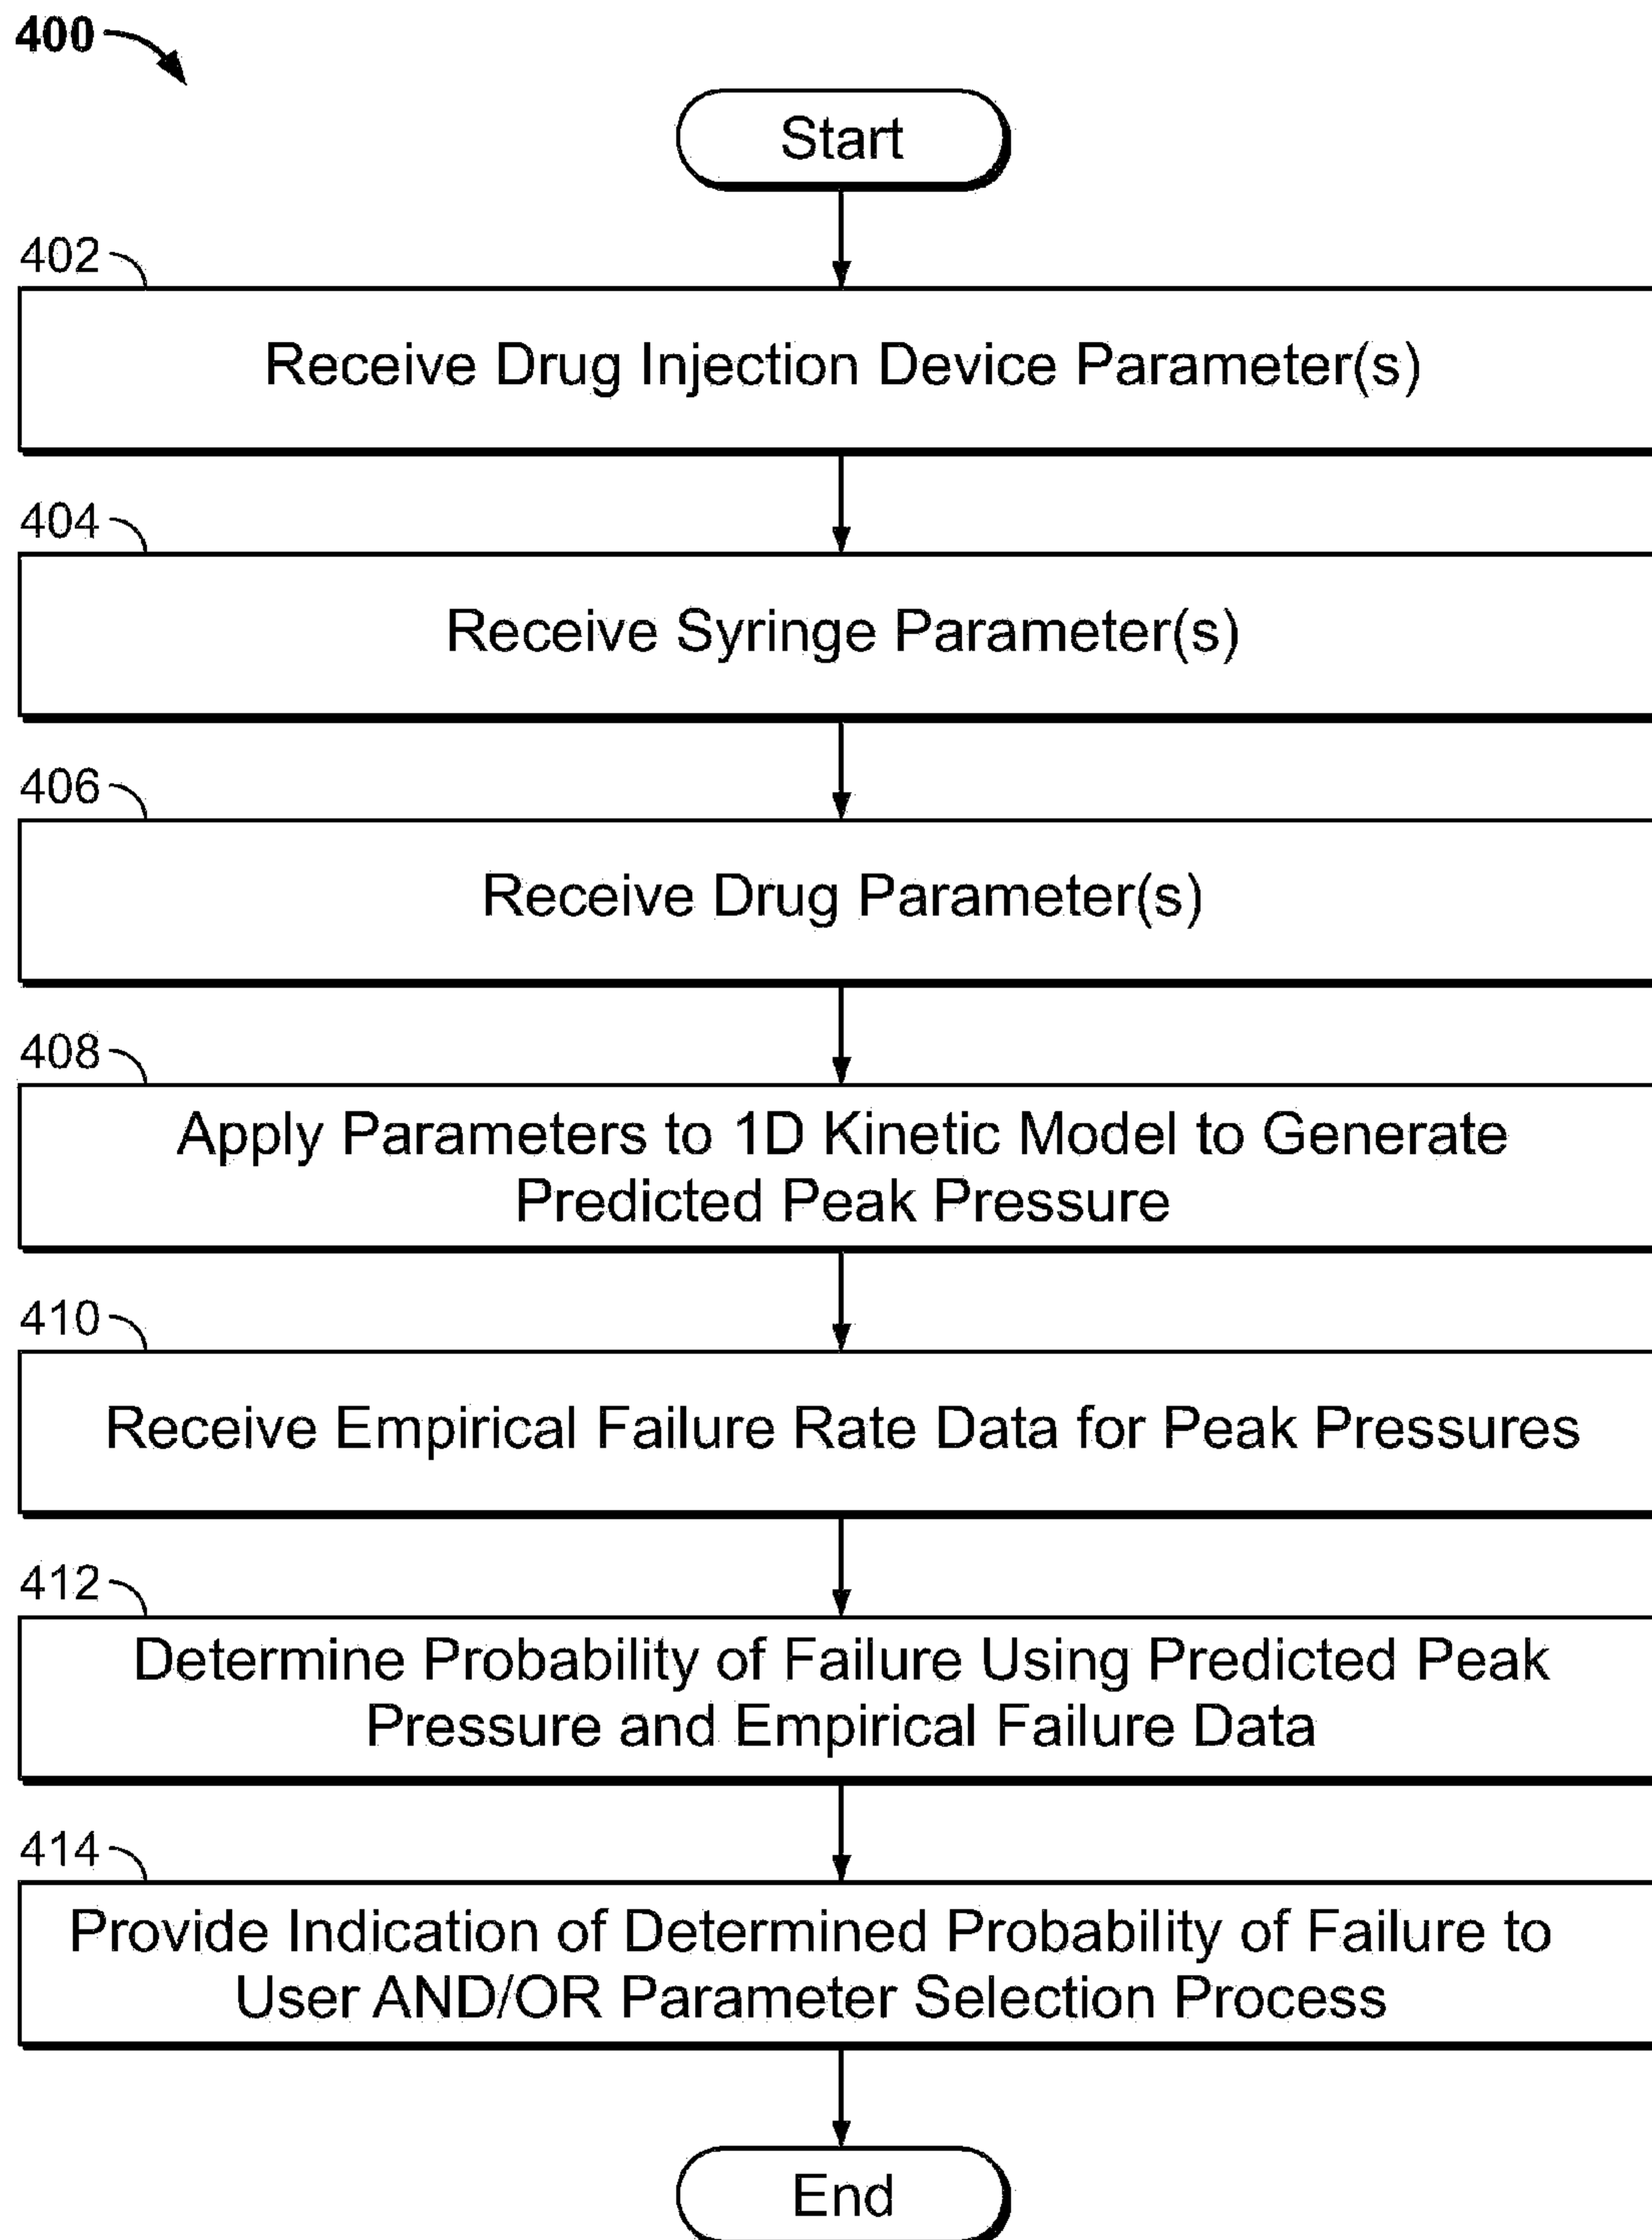 400
Start
402
Receive Drug Injection Device Parameter(s)
404
Receive Syringe Parameter(s)
406
Receive Drug Parameter(s)
408
Apply Parameters to 1D Kinetic Model to Generate
Predicted Peak Pressure
410
Receive Empirical Failure Rate Data for Peak Pressures
412
Determine Probability of Failure Using Predicted Peak
Pressure and Empirical Failure Data
414
Provide Indication of Determined Probability of Failure to
User AND/OR Parameter Selection Process
End